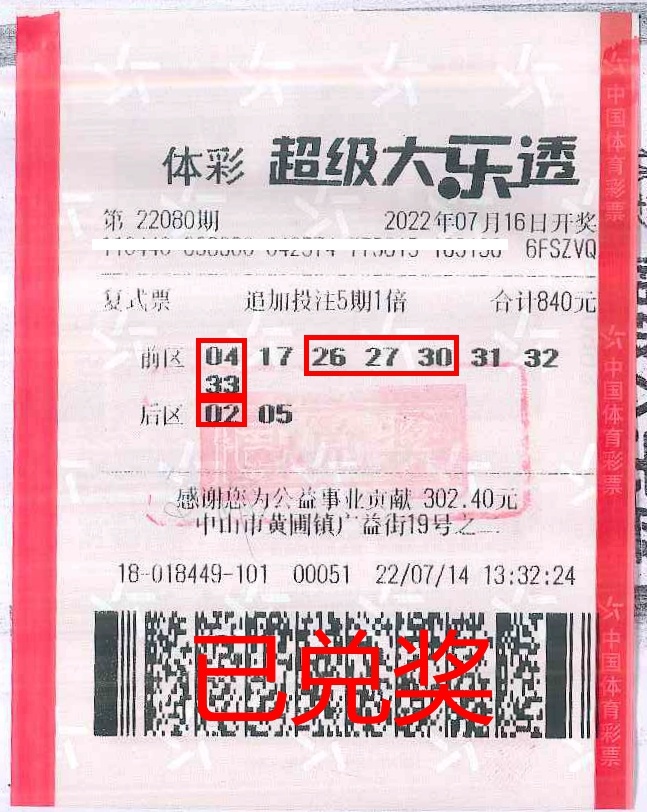 体彩 超级大乐透
第 22080期 2022年07月16日开奖
6FSZVQ
复式票 追加投注5期1倍 合计840元
前区 04 17 26 27 30 31 32
33
后区 02 05
感谢您为公益事业贡献 302.40元
中山市黄圃镇广益街19号之一
18-018449-101 00051 22/07/14 13:32:24
已兑奖
中国体育彩票
中国体育彩票
中国体育彩票